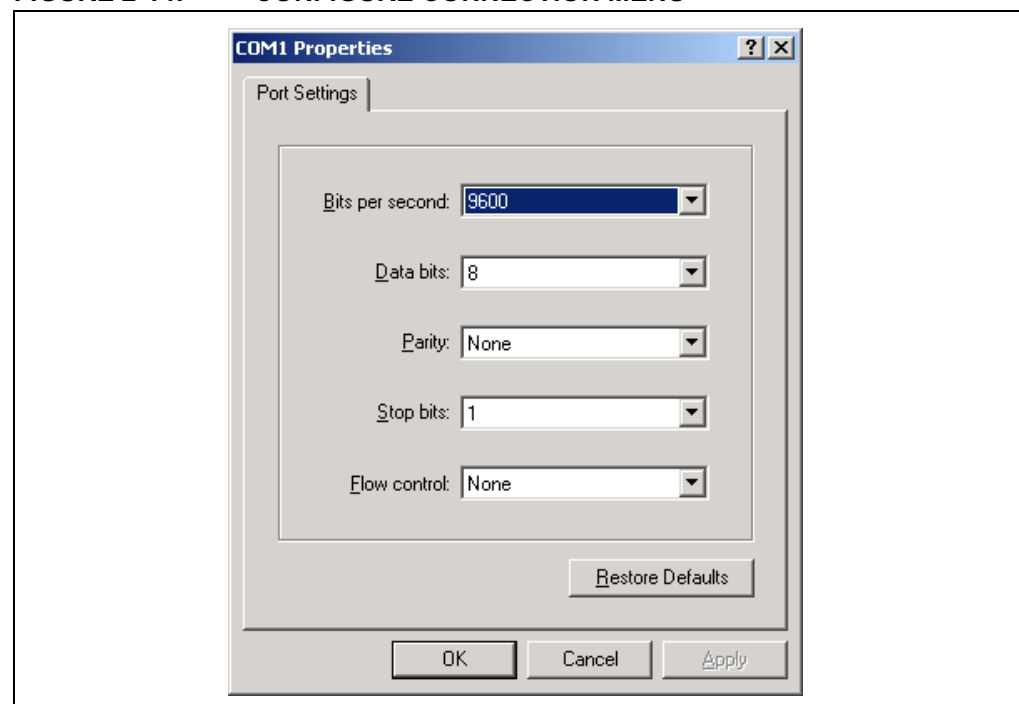 COM1 Properties
Port Settings
Bits per second: 9600
Data bits: 8
Parity: None
Stop bits: 1
Flow control: None
Restore Defaults
OK Cancel Apply